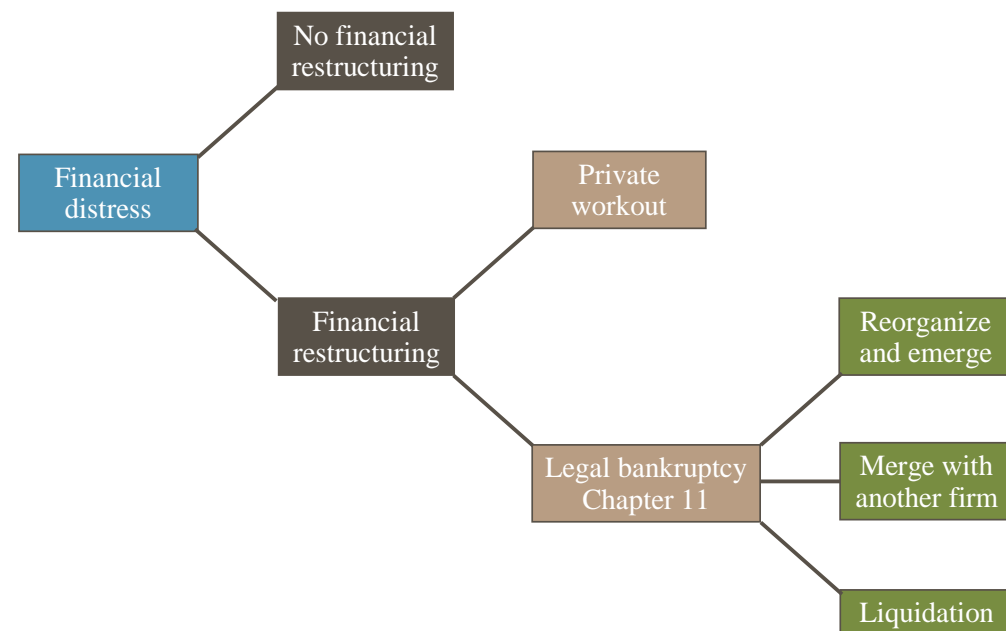 No financial
restructuring
Financial
distress
Private
workout
Financial
restructuring
Reorganize
and emerge
Legal bankruptcy
Chapter 11
Merge with
another firm
Liquidation